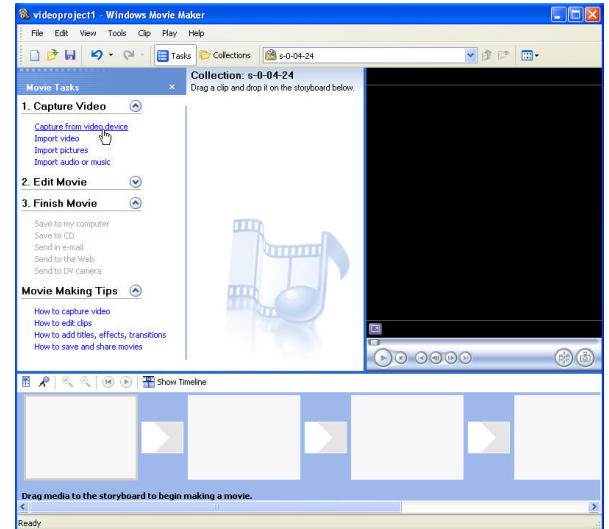 videoproject1 - Windows Movie Maker
File Edit View Tools Clip Play Help
Tasks Collections s-0-04-24
Movie Tasks
Collection: s-0-04-24
Drag a clip and drop it on the storyboard below.
1. Capture Video
Capture from video device
Import video
Import pictures
Import audio or music
2. Edit Movie
3. Finish Movie
Save to my computer
Save to CD
Send in e-mail
Send to the Web
Send to DV camera
Movie Making Tips
How to capture video
How to edit clips
How to add titles, effects, transitions
How to save and share movies
Show Timeline
Drag media to the storyboard to begin making a movie.
Ready